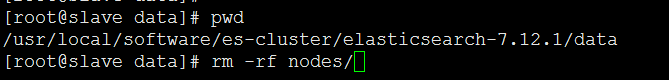 [root@slave data]# pwd
/usr/local/software/es-cluster/elasticsearch-7.12.1/data
[root@slave data]# rm -rf nodes/